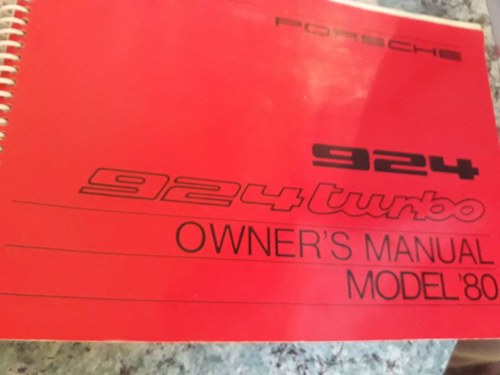 PORSCHE
924
924 turbo
OWNER'S MANUAL
MODEL '80